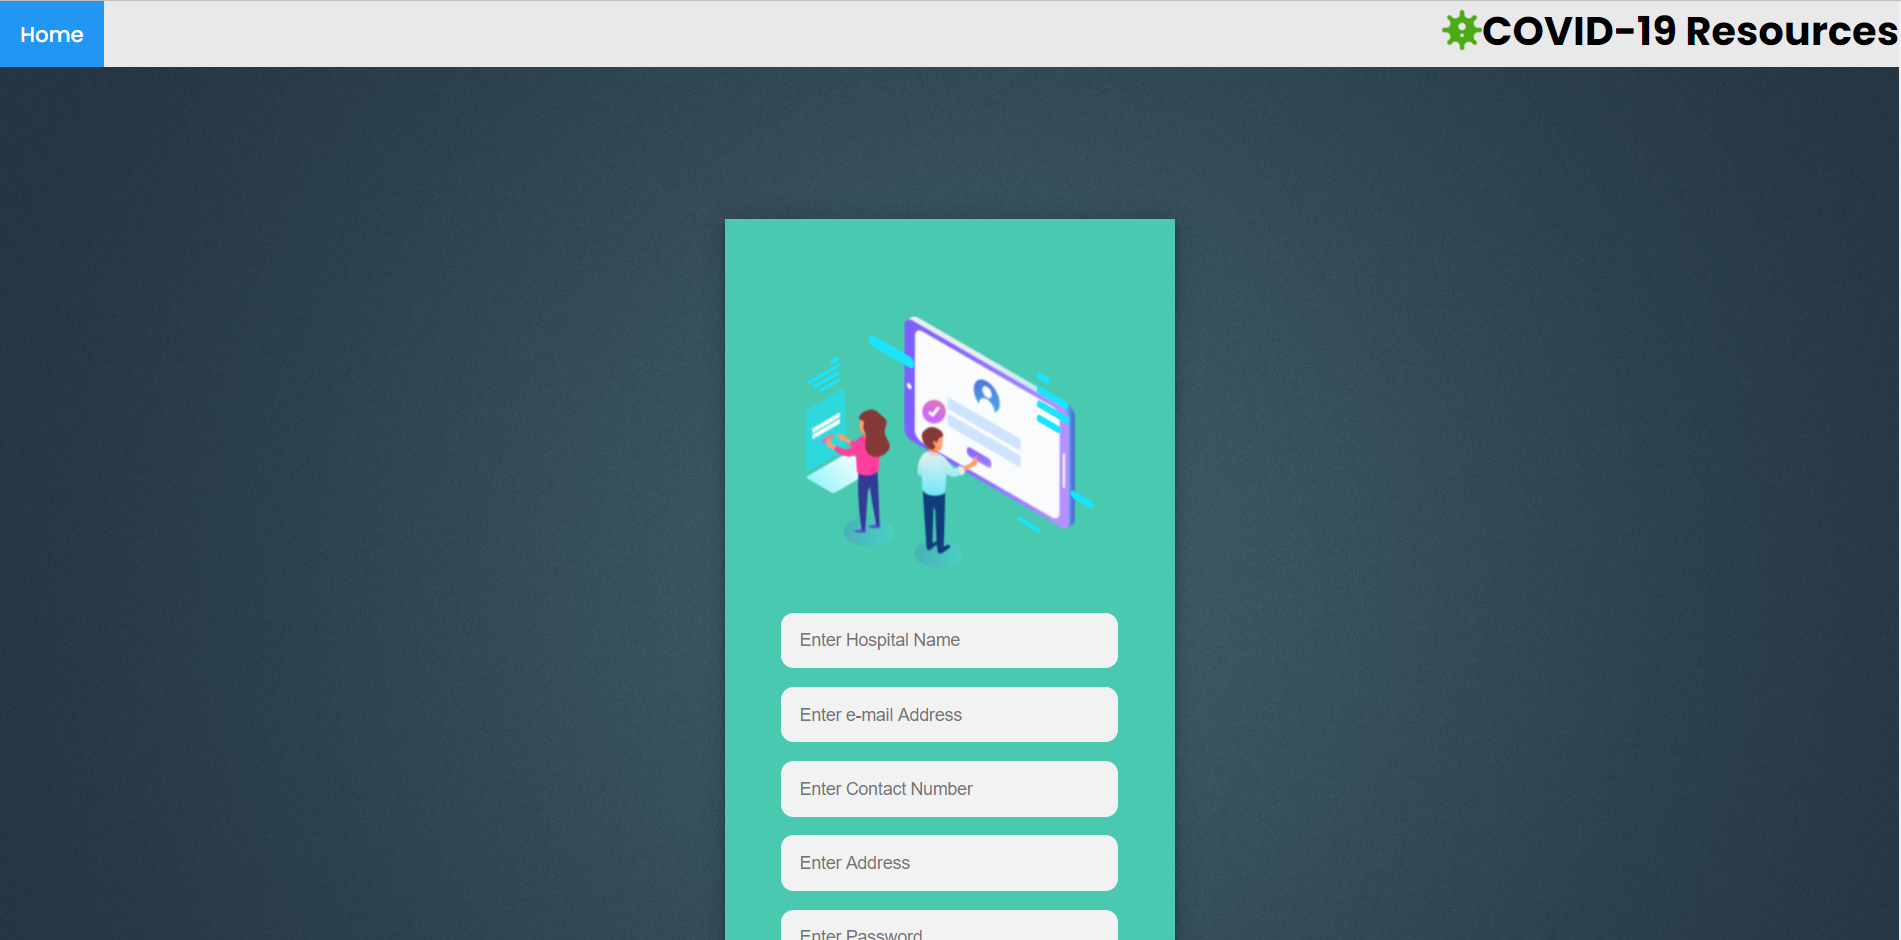 Home
COVID-19 Resources
Enter Hospital Name
Enter e-mail Address
Enter Contact Number
Enter Address
Enter Password